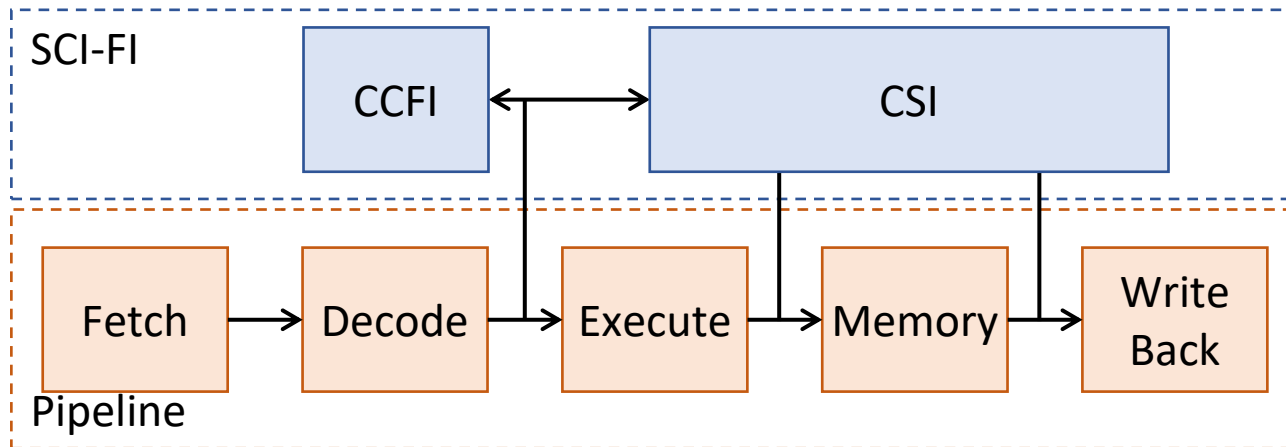 SCI-FI
CCFI
CSI
Fetch
Decode
Execute
Memory
Write
Back
Pipeline